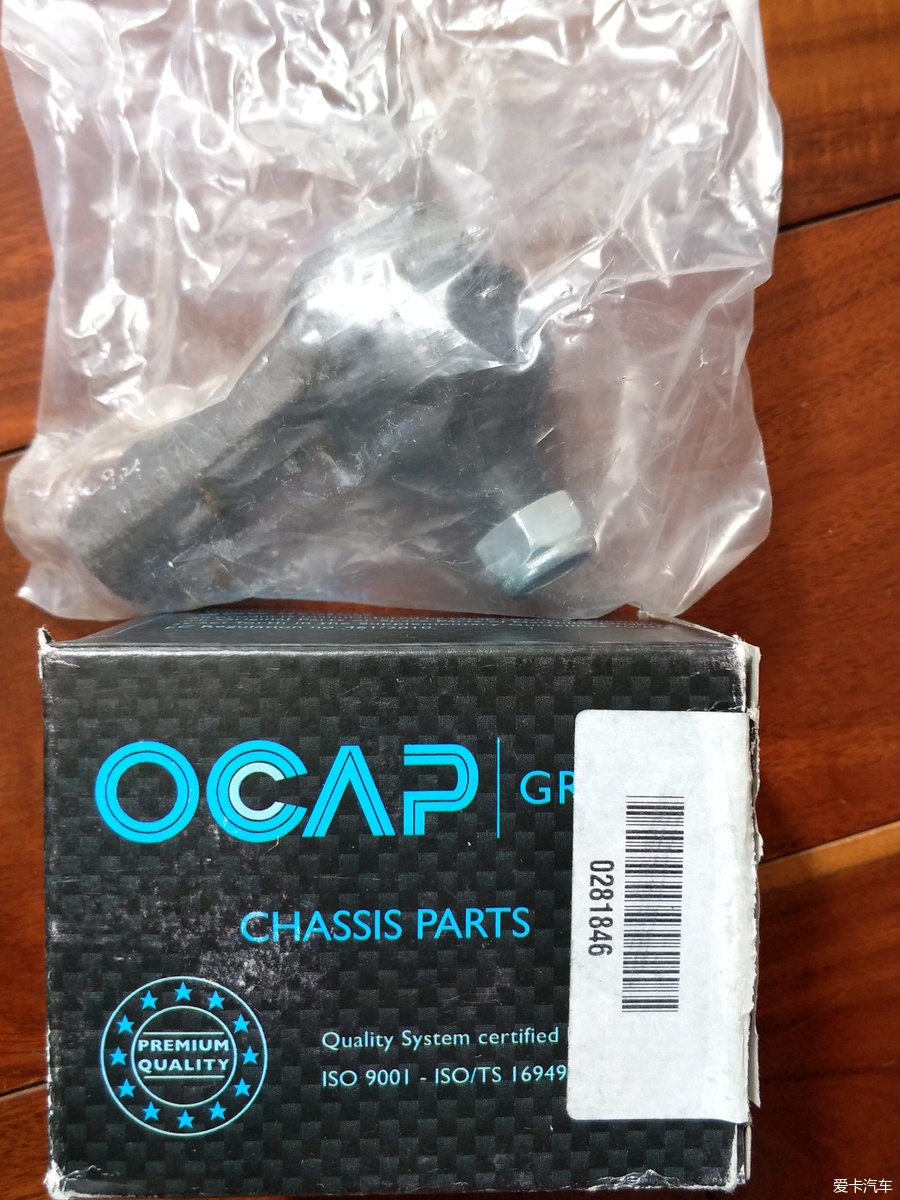 OCAP
GR
CHASSIS PARTS
0281846
PREMIUM
QUALITY
Quality System certified
ISO 9001 - ISO/TS 16949
爱卡汽车